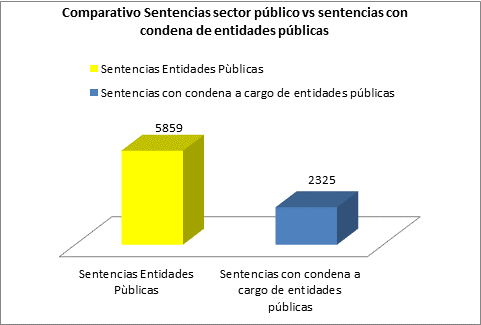 Comparativo Sentencias sector público vs sentencias con
condena de entidades públicas
Sentencias Entidades Pùblicas
Sentencias con condena a cargo de entidades públicas
5859
2325
Sentencias Entidades
Pùblicas
Sentencias con condena a
cargo de entidades
públicas